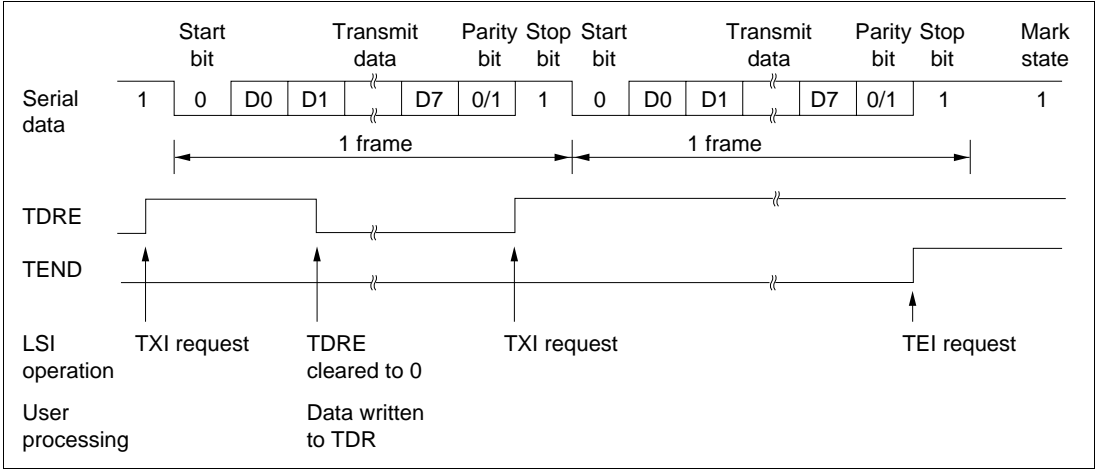 Start Transmit Parity Stop Start Transmit Parity Stop Mark
bit data bit bit bit data bit bit state
Serial data 1 0 D0 D1 D7 0/1 1 0 D0 D1 D7 0/1 1 1
1 frame 1 frame
TDRE
TEND
LSI TXI request TDRE TXI request TEI request
operation cleared to 0
User Data written
processing to TDR